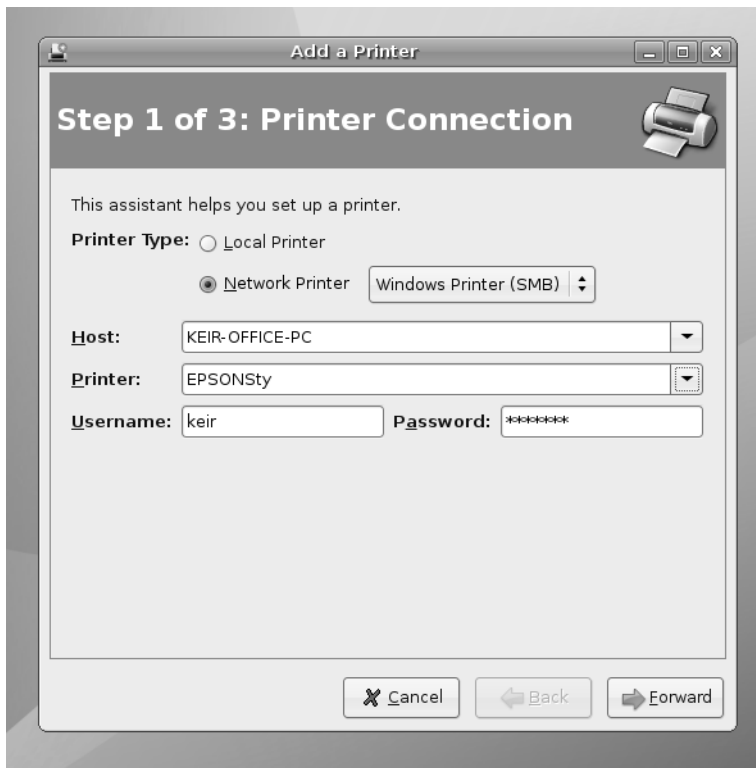 Add a Printer
Step 1 of 3: Printer Connection
This assistant helps you set up a printer.
Printer Type: Local Printer
Network Printer Windows Printer (SMB)
Host: KEIR-OFFICE-PC
Printer: EPSONSty
Username: keir Password: *******
Cancel Back Forward